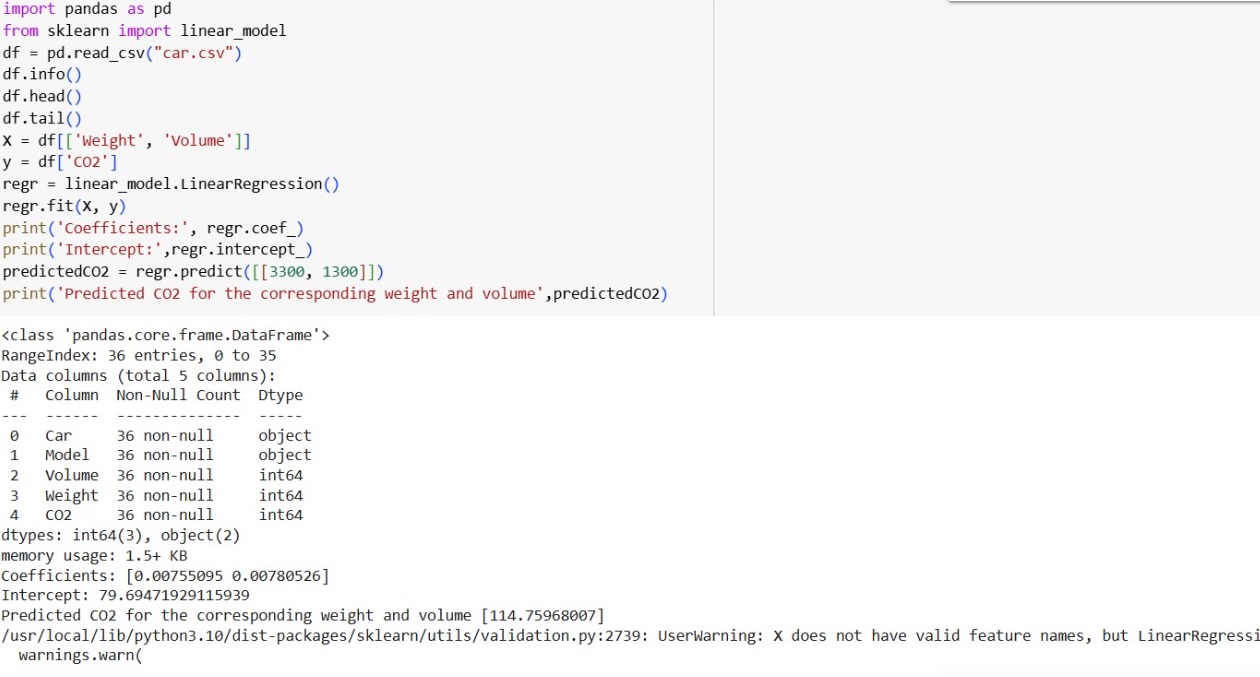 import pandas as pd
from sklearn import linear_model
df = pd.read_csv("car.csv")
df.info()
df.head()
df.tail()
X = df[['Weight', 'Volume']]
y = df['CO2']
regr = linear_model.LinearRegression()
regr.fit(X, y)
print('Coefficients:', regr.coef_)
print('Intercept:',regr.intercept_)
predictedCO2 = regr.predict([[3300, 1300]])
print('Predicted CO2 for the corresponding weight and volume',predictedCO2)
<class 'pandas.core.frame.DataFrame'>
RangeIndex: 36 entries, 0 to 35
Data columns (total 5 columns):
 #   Column  Non-Null Count  Dtype
---  ------  --------------  -----
 0   Car     36 non-null     object
 1   Model   36 non-null     object
 2   Volume  36 non-null     int64
 3   Weight  36 non-null     int64
 4   CO2     36 non-null     int64
dtypes: int64(3), object(2)
memory usage: 1.5+ KB
Coefficients: [0.00755095 0.00780526]
Intercept: 79.69471929115939
Predicted CO2 for the corresponding weight and volume [114.75968007]
/usr/local/lib/python3.10/dist-packages/sklearn/utils/validation.py:2739: UserWarning: X does not have valid feature names, but LinearRegressi
  warnings.warn(